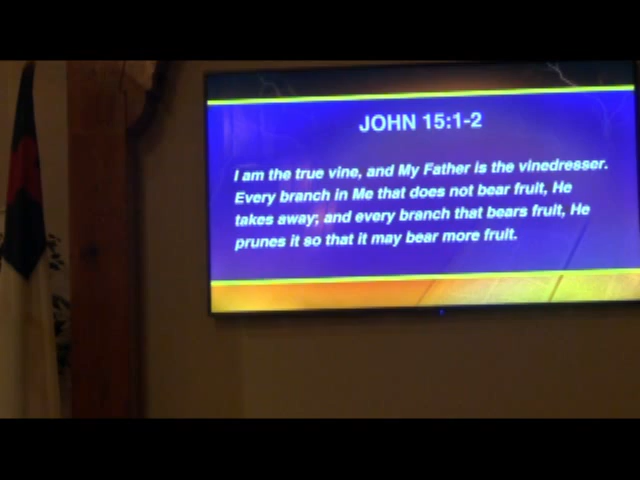 JOHN 15:1-2
I am the true vine, and My Father is the vinedresser.
Every branch in Me that does not bear fruit, He
takes away; and every branch that bears fruit, He
prunes it so that it may bear more fruit.